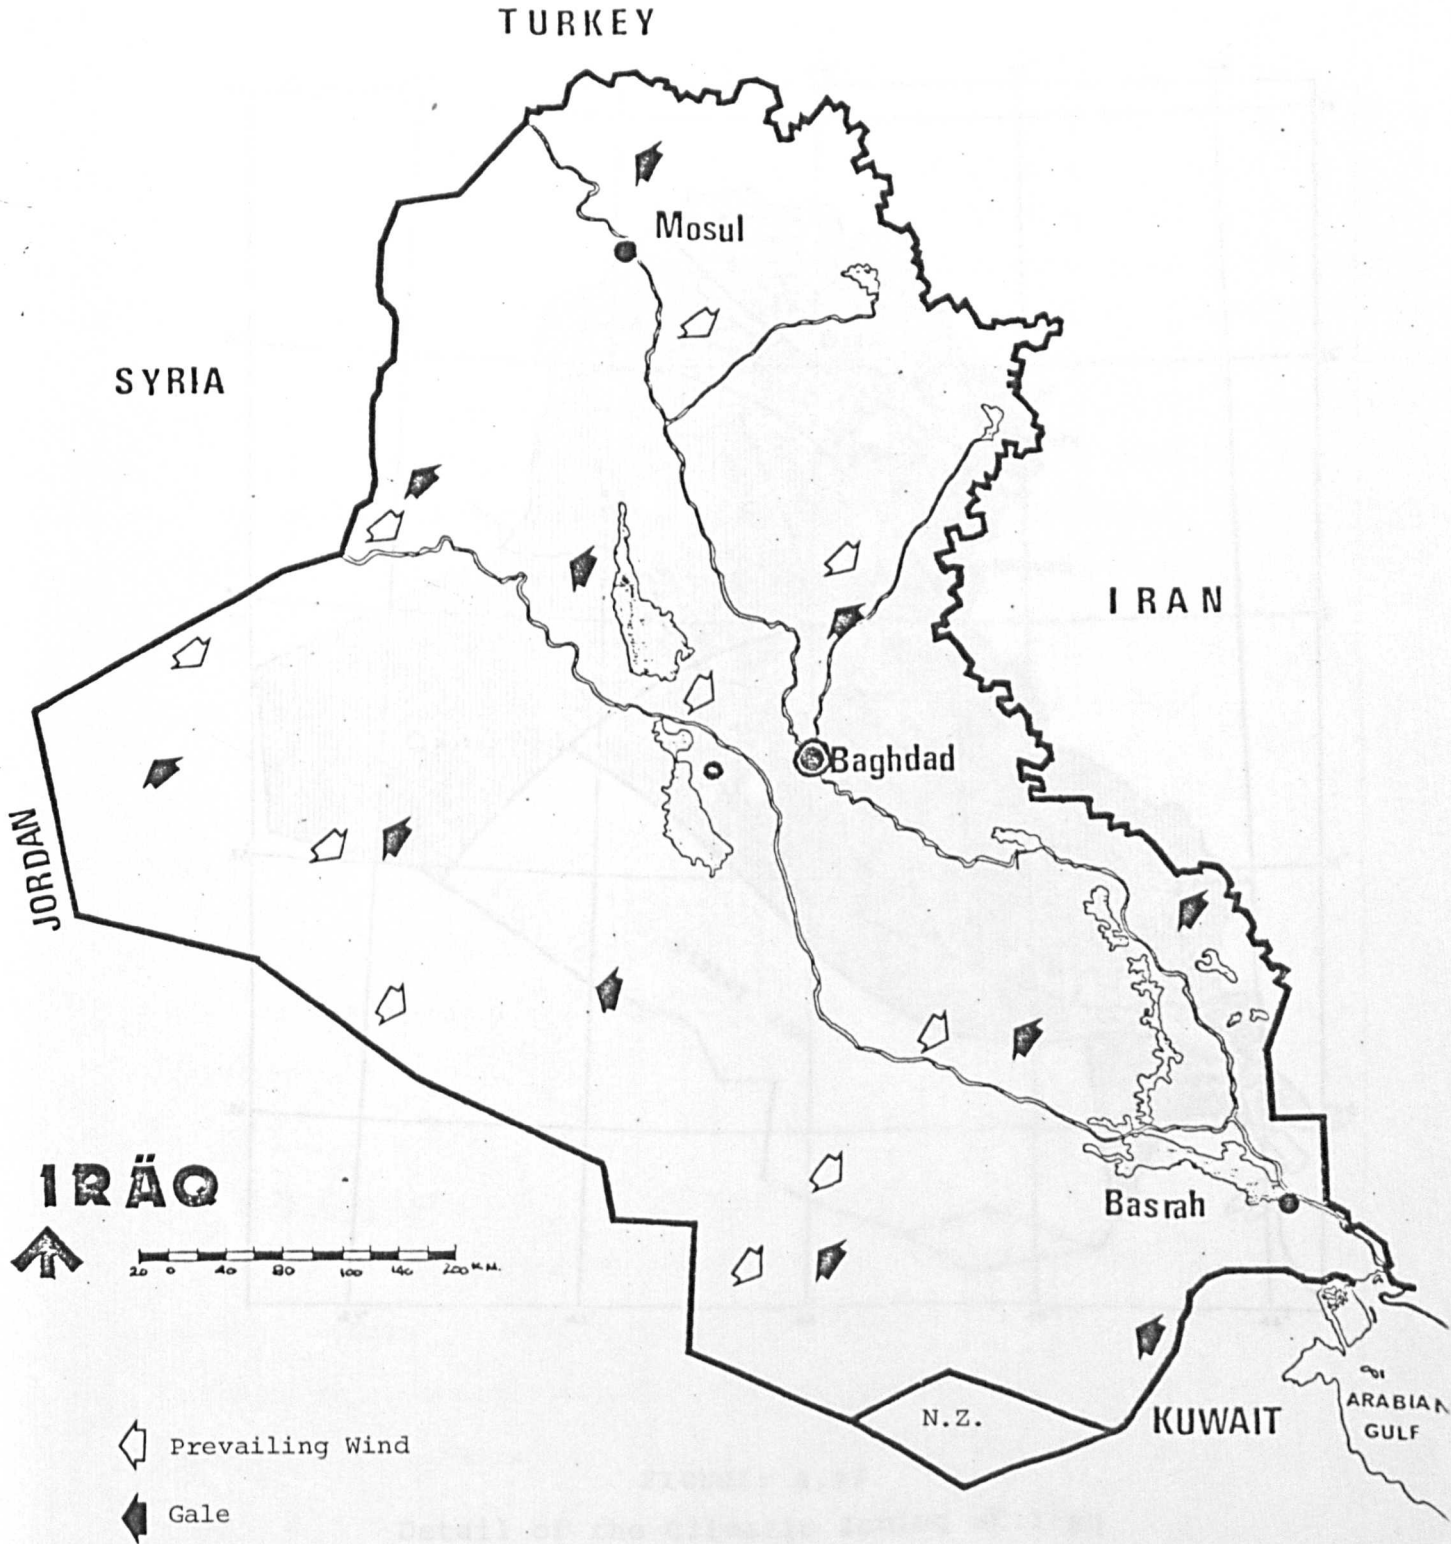 TURKEY
Mosul
SYRIA
IRAN
Baghdad
JORDAN
IRÄQ
Basrah
20 0 40 80 100 140 200 K.M.
N.Z.
KUWAIT
ARABIAN
GULF
Prevailing Wind
Gale